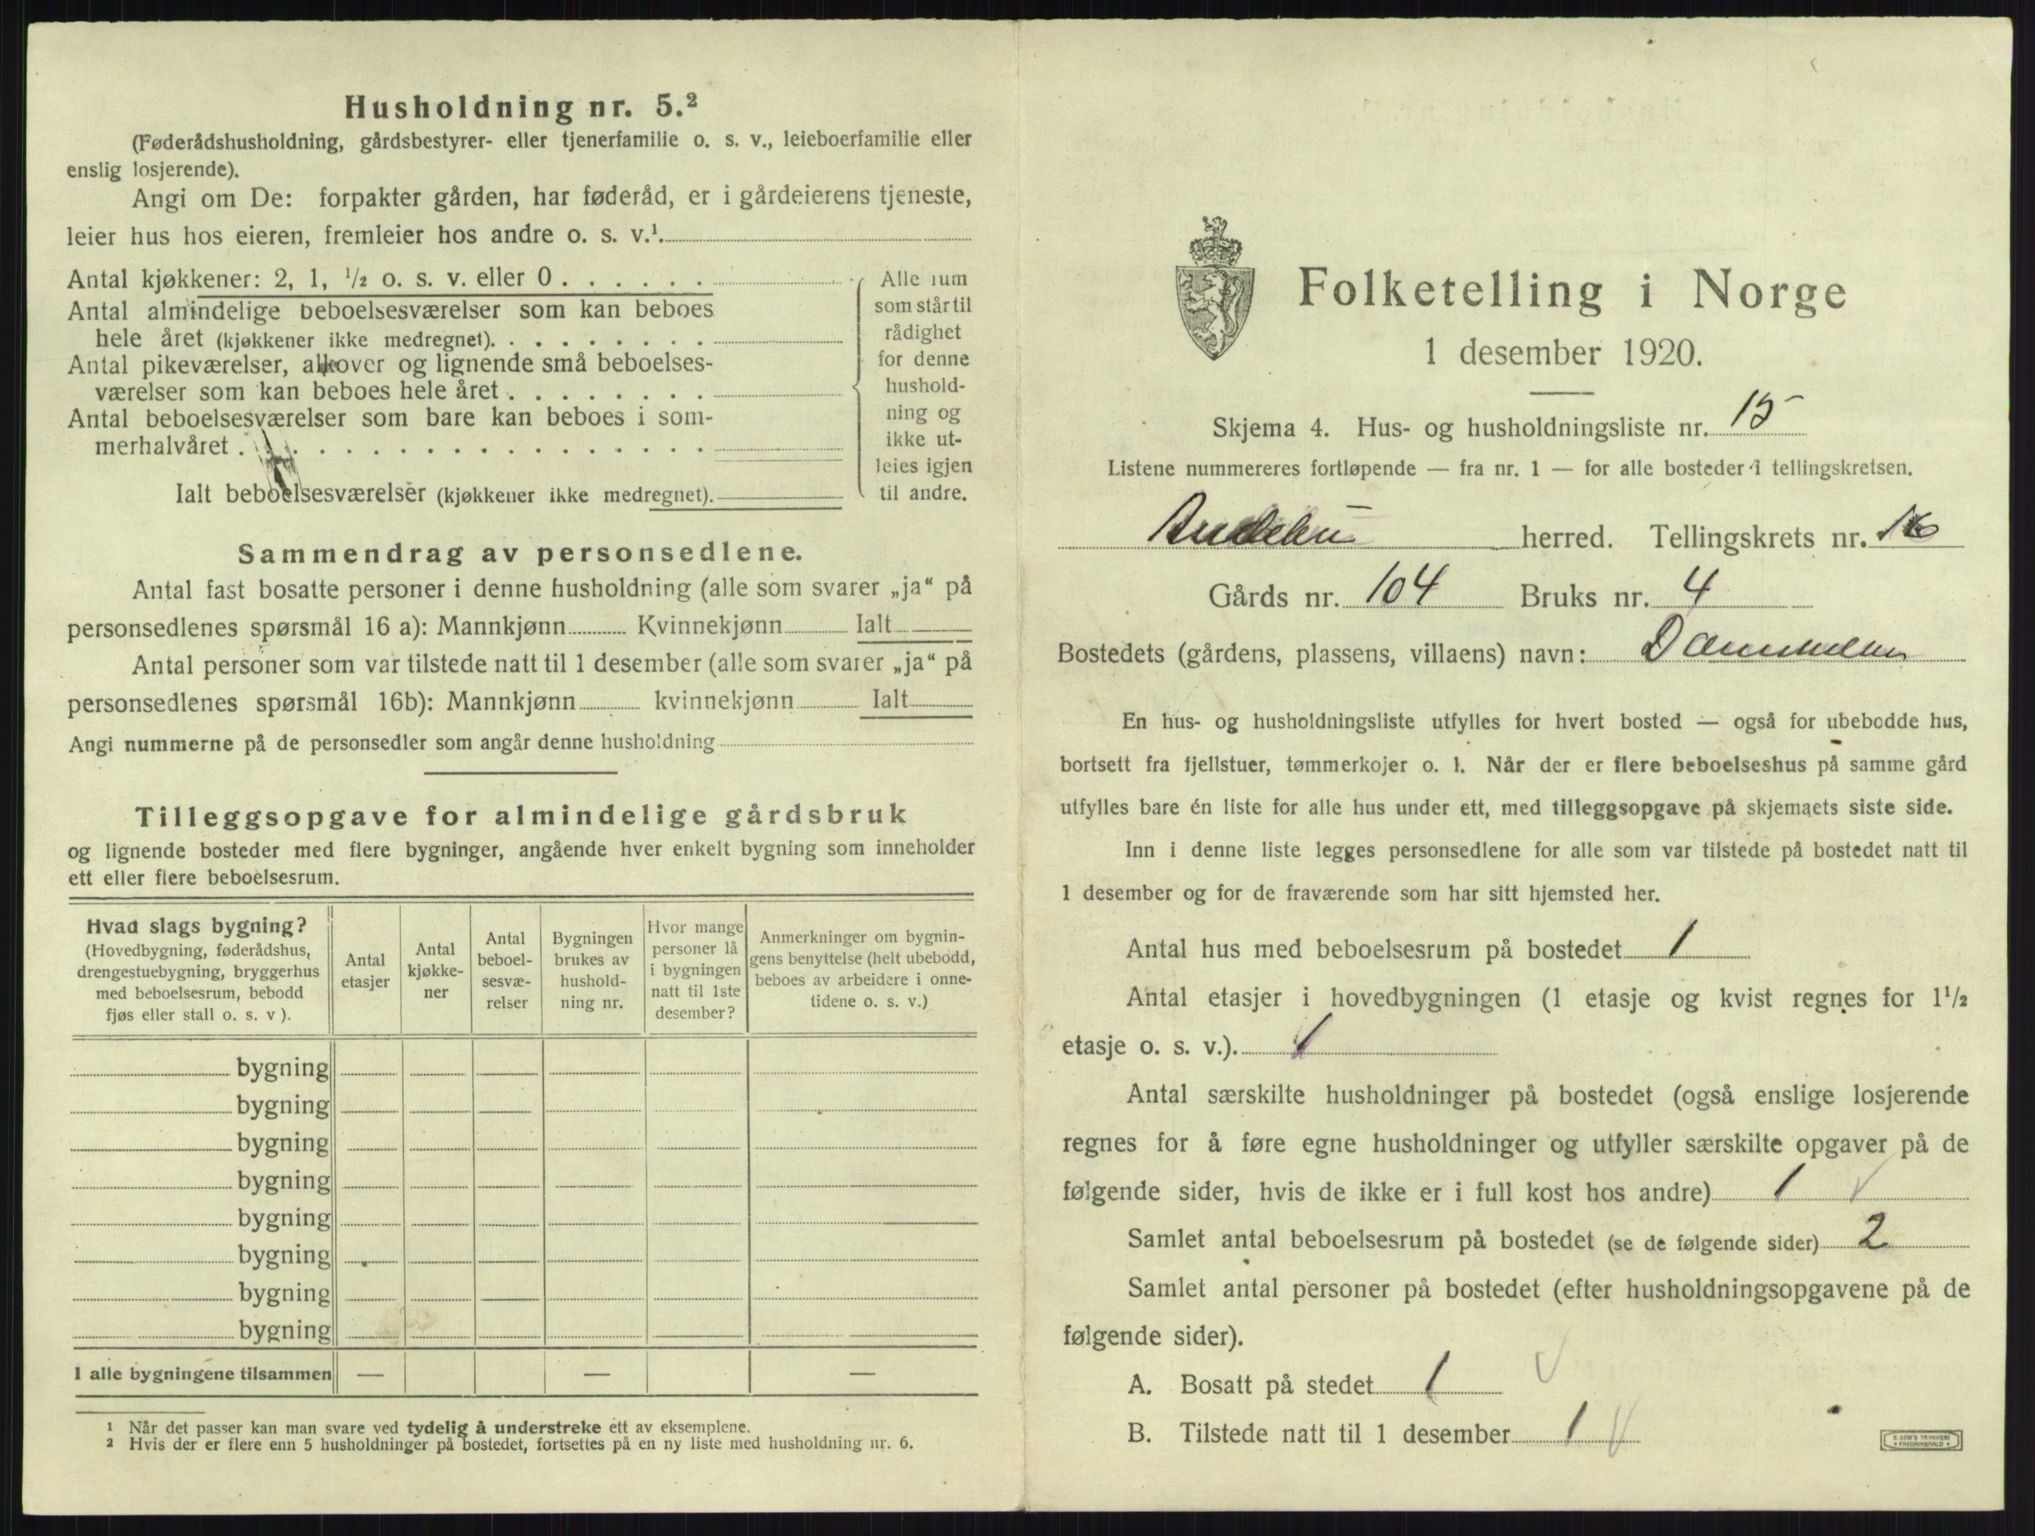 Husholdning nr. 5.²
(Føderådshusholdning, gårdsbestyrer- eller tjenerfamilie o. s. v., leieboerfamilie eller
enslig losjerende).
Angi om De: forpakter gården, har føderåd, er i gårdeierens tjeneste,
leier hus hos eieren, fremleier hos andre o. s. v.¹
Antal kjøkkener: 2, 1, ½ o. s. v. eller 0 . . . . . .
Antal almindelige beboelsesværelser som kan beboes
hele året (kjøkkener ikke medregnet). . . . . . . . .
Antal pikeværelser, alkover og lignende små beboelses-
værelser som kan beboes hele året . . . . . . . .
Antal beboelsesværelser som bare kan beboes i som-
merhalvåret . . . . . . . . . . . . . . . . . .
Ialt beboelsesværelser (kjøkkener ikke medregnet).
Alle rum
som står til
rådighet
for denne
hushold-
ning og
ikke ut-
leies igjen
til andre.
Sammendrag av personsedlene.
Antal fast bosatte personer i denne husholdning (alle som svarer „ja“ på
personsedlenes spørsmål 16 a): Mannkjønn Kvinnekjønn Ialt
Antal personer som var tilstede natt til 1 desember (alle som svarer „ja“ på
personsedlenes spørsmål 16b): Mannkjønn kvinnekjønn Ialt
Angi nummerne på de personsedler som angår denne husholdning
Tilleggsopgave for almindelige gårdsbruk
og lignende bosteder med flere bygninger, angående hver enkelt bygning som inneholder
ett eller flere beboelsesrum.
Hvad slags bygning?
(Hovedbygning, føderådshus,
drengestuebygning, bryggerhus
med beboelsesrum, bebodd
fjøs eller stall o. s. v ).
Antal
etasjer
Antal
kjøkke-
ner
Antal
beboel-
sesvæ-
relser
Bygningen
brukes av
hushold-
ning nr.
Hvor mange
personer lå
i bygningen
natt til 1ste
desember?
Anmerkninger om bygnin-
gens benyttelse (helt ubebodd,
beboes av arbeidere i onne-
tidene o. s. v.)
bygning
bygning
bygning
bygning
bygning
bygning
bygning
bygning
I alle bygningene tilsammen — — —
¹ Når det passer kan man svare ved tydelig å understreke ett av eksemplene.
² Hvis der er flere enn 5 husholdninger på bostedet, fortsettes på en ny liste med husholdning nr. 6.
Folketelling i Norge
1 desember 1920.
Skjema 4. Hus- og husholdningsliste nr. 15
Listene nummereres fortløpende — fra nr. 1 — for alle bosteder i tellingskretsen.
Andebu herred. Tellingskrets nr. 16
Gårds nr. 104 Bruks nr. 4
Bostedets (gårdens, plassens, villaens) navn:
En hus- og husholdningsliste utfylles for hvert bosted — også for ubebodde hus,
bortsett fra fjellstuer, tømmerkojer o. l. Når der er flere beboelseshus på samme gård
utfylles bare én liste for alle hus under ett, med tilleggsopgave på skjemaets siste side.
Inn i denne liste legges personsedlene for alle som var tilstede på bostedet natt til
1 desember og for de fraværende som har sitt hjemsted her.
Antal hus med beboelsesrum på bostedet 1
Antal etasjer i hovedbygningen (1 etasje og kvist regnes for 1½
etasje o. s. v.). 1
Antal særskilte husholdninger på bostedet (også enslige losjerende
regnes for å føre egne husholdninger og utfyller særskilte opgaver på de
følgende sider, hvis de ikke er i full kost hos andre) 1
Samlet antal beboelsesrum på bostedet (se de følgende sider) 2
Samlet antal personer på bostedet (efter husholdningsopgavene på de
følgende sider).
A. Bosatt på stedet 1
B. Tilstede natt til 1 desember 1
E. SEM'S TRYKKERI
FREDRIKSHALD